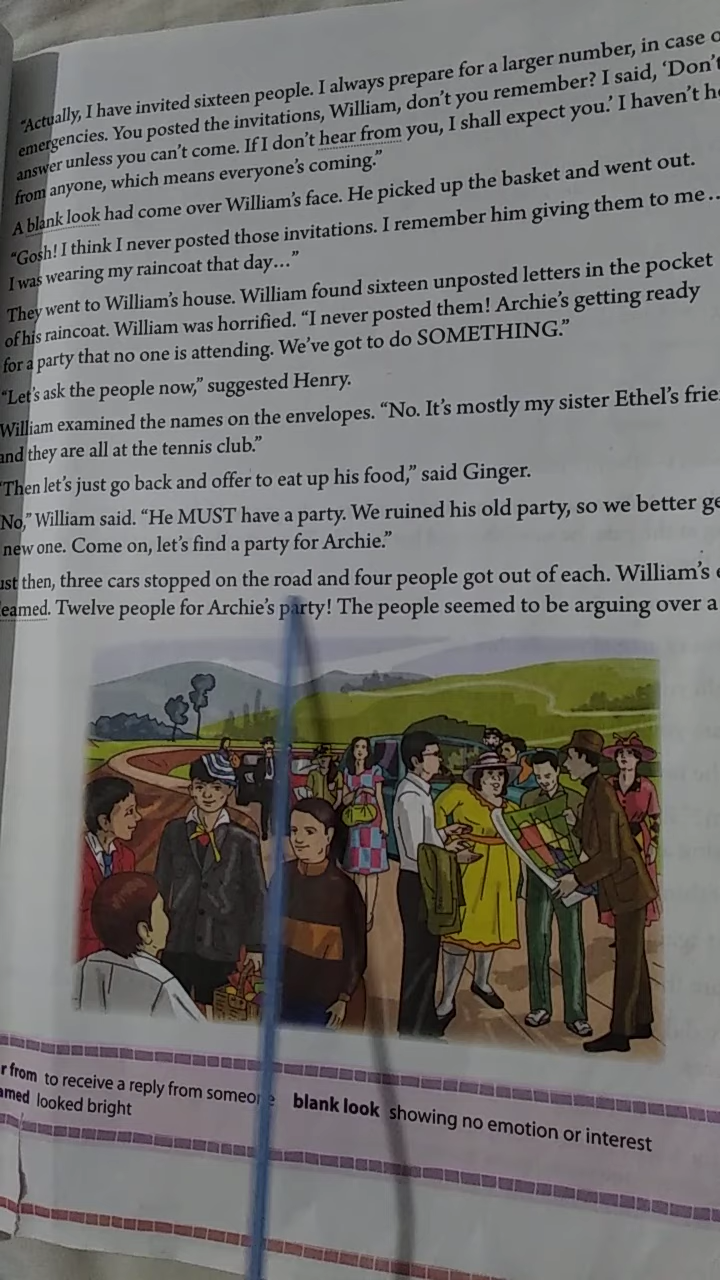 "Actually, I have invited sixteen people. I always prepare for a larger number, in case
emergencies. You posted the invitations, William, don't you remember? I said, 'Don't
answer unless you can't come. If I don't hear from you, I shall expect you.' I haven't
from anyone, which means everyone's coming."
A blank look had come over William's face. He picked up the basket and went out.
"Gosh! I think I never posted those invitations. I remember him giving them to me..
I was wearing my raincoat that day..."
They went to William's house. William found sixteen unposted letters in the pocket
of his raincoat. William was horrified. "I never posted them! Archie's getting ready
for a party that no one is attending. We've got to do SOMETHING."
"Let's ask the people now," suggested Henry.
William examined the names on the envelopes. "No. It's mostly my sister Ethel's
and they are all at the tennis club."
"Then let's just go back and offer to eat up his food," said Ginger.
No," William said. "He MUST have a party. We ruined his old party, so we better
new one. Come on, let's find a party for Archie."
then, three cars stopped on the road and four people got out of each. William's
Twelve people for Archie's party! The people seemed to be arguing over a
from to receive a reply from blank look showing no emotion or interest
looked bright